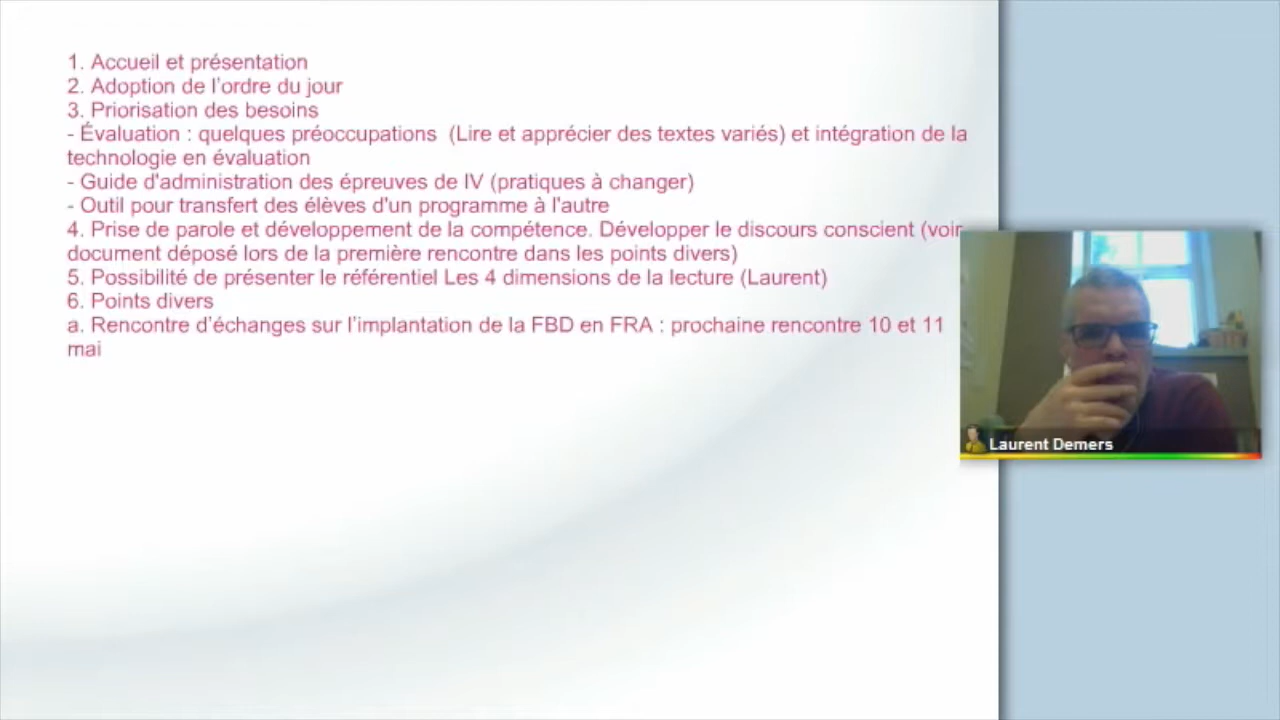 1. Accueil et présentation
2. Adoption de l’ordre du jour
3. Priorisation des besoins
- Évaluation : quelques préoccupations  (Lire et apprécier des textes variés) et intégration de la
technologie en évaluation
- Guide d'administration des épreuves de IV (pratiques à changer)
- Outil pour transfert des élèves d'un programme à l'autre
4. Prise de parole et développement de la compétence. Développer le discours conscient (voir
document déposé lors de la première rencontre dans les points divers)
5. Possibilité de présenter le référentiel Les 4 dimensions de la lecture (Laurent)
6. Points divers
a. Rencontre d’échanges sur l’implantation de la FBD en FRA : prochaine rencontre 10 et 11
mai
Laurent Demers